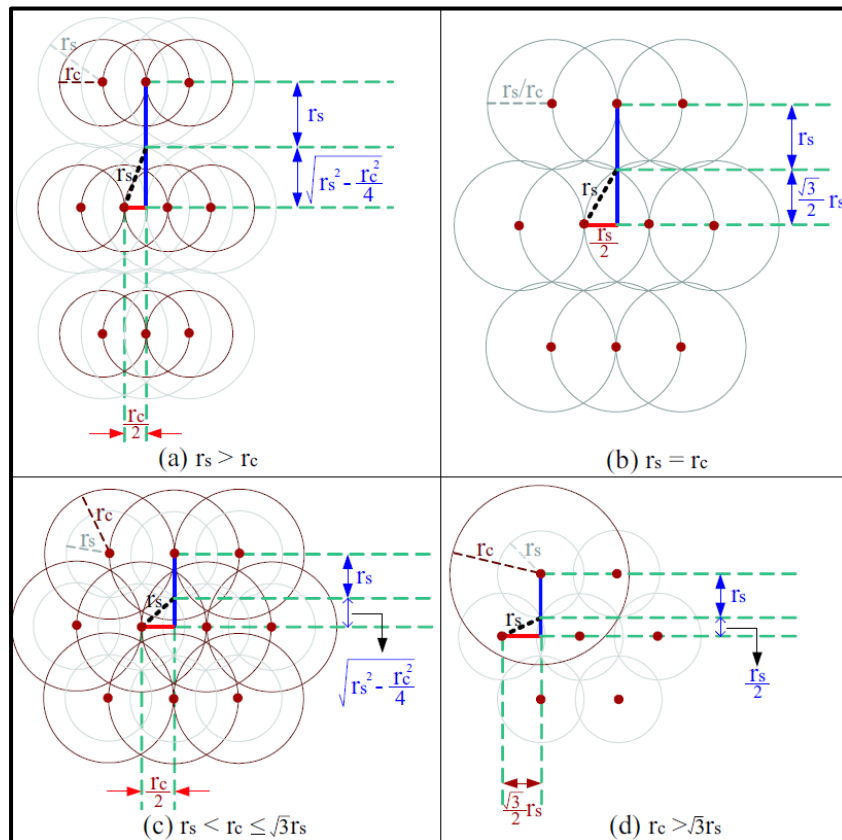 rs
rc
rs
rs
√(rs² - rc²/4)
rc/2
(a) rs > rc
rs/rc
rs
rs
√3/2 rs
rs/2
(b) rs = rc
rc
rs
rs
rs
√(rs² - rc²/4)
rc/2
(c) rs < rc ≤ √3rs
rc
rs
rs
rs
rs/2
√3/2 rs
(d) rc >√3rs